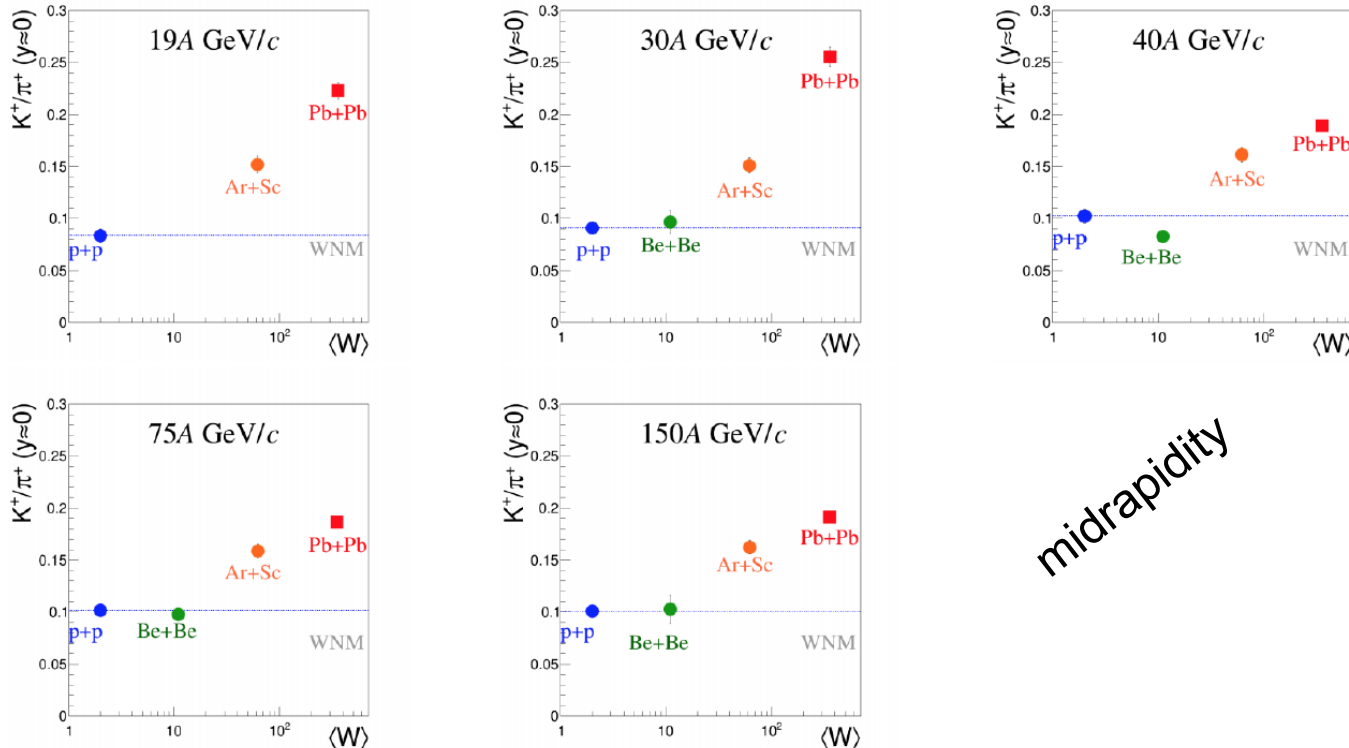 19A GeV/c
K⁺/π⁺ (y≈0)
0.3
0.25
0.2
0.15
0.1
0.05
0
Pb+Pb
Ar+Sc
p+p
WNM
1
10
10²
⟨W⟩
30A GeV/c
K⁺/π⁺ (y≈0)
0.3
0.25
0.2
0.15
0.1
0.05
0
Pb+Pb
Ar+Sc
p+p
Be+Be
WNM
1
10
10²
⟨W⟩
40A GeV/c
K⁺/π⁺ (y≈0)
0.3
0.25
0.2
0.15
0.1
0.05
0
Pb+Pb
Ar+Sc
p+p
Be+Be
WNM
1
10
10²
⟨W⟩
75A GeV/c
K⁺/π⁺ (y≈0)
0.3
0.25
0.2
0.15
0.1
0.05
0
Pb+Pb
Ar+Sc
p+p
Be+Be
WNM
1
10
10²
⟨W⟩
150A GeV/c
K⁺/π⁺ (y≈0)
0.3
0.25
0.2
0.15
0.1
0.05
0
Pb+Pb
Ar+Sc
p+p
Be+Be
WNM
1
10
10²
⟨W⟩
midrapidity